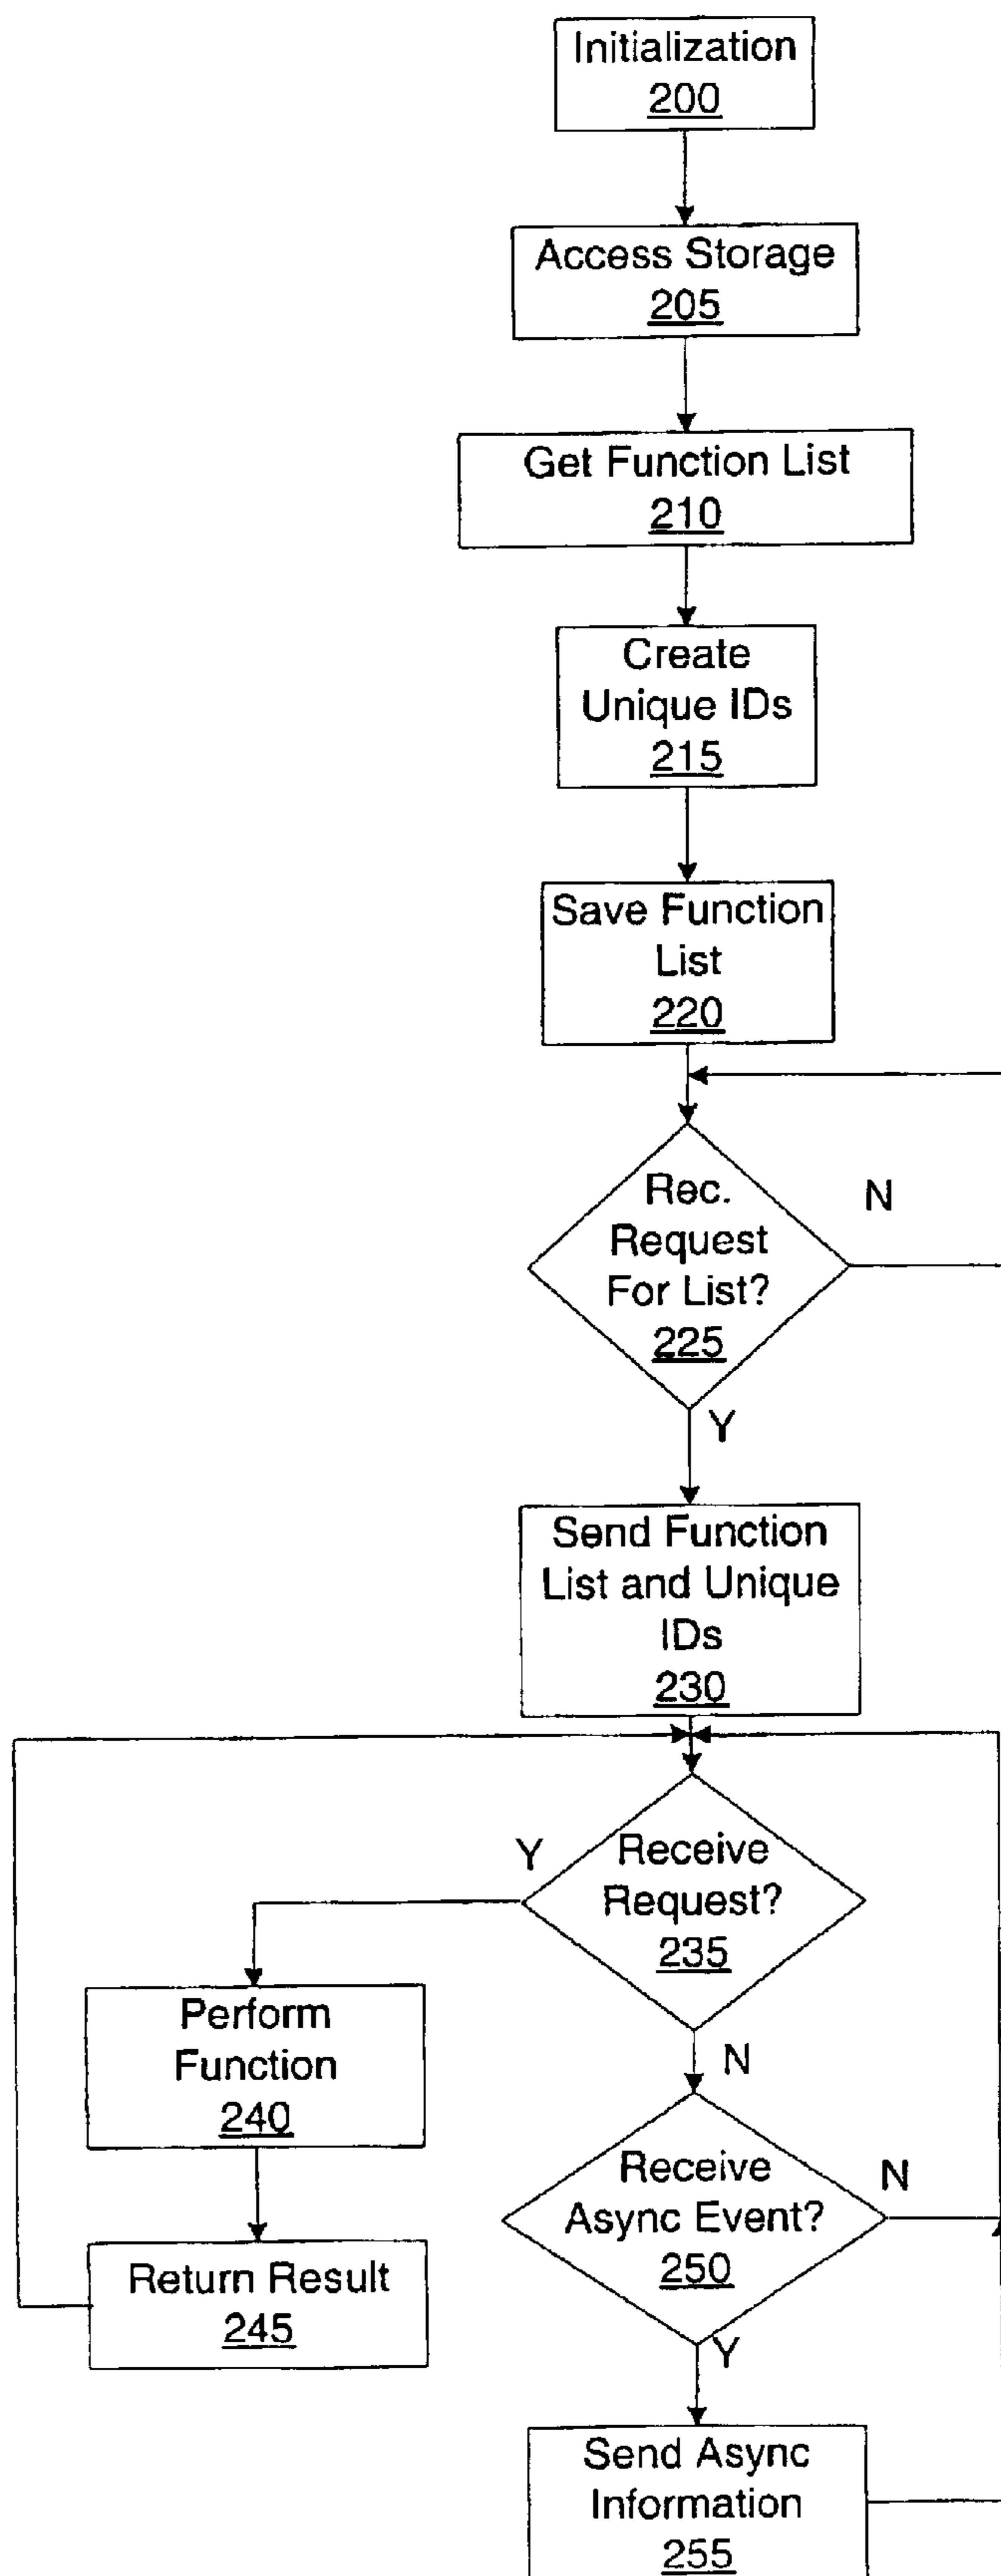 Initialization
200
Access Storage
205
Get Function List
210
Create
Unique IDs
215
Save Function
List
220
Rec.
Request
For List?
225
N
Y
Send Function
List and Unique
IDs
230
Receive
Request?
235
Y
N
Perform
Function
240
Return Result
245
Receive
Async Event?
250
N
Y
Send Async
Information
255